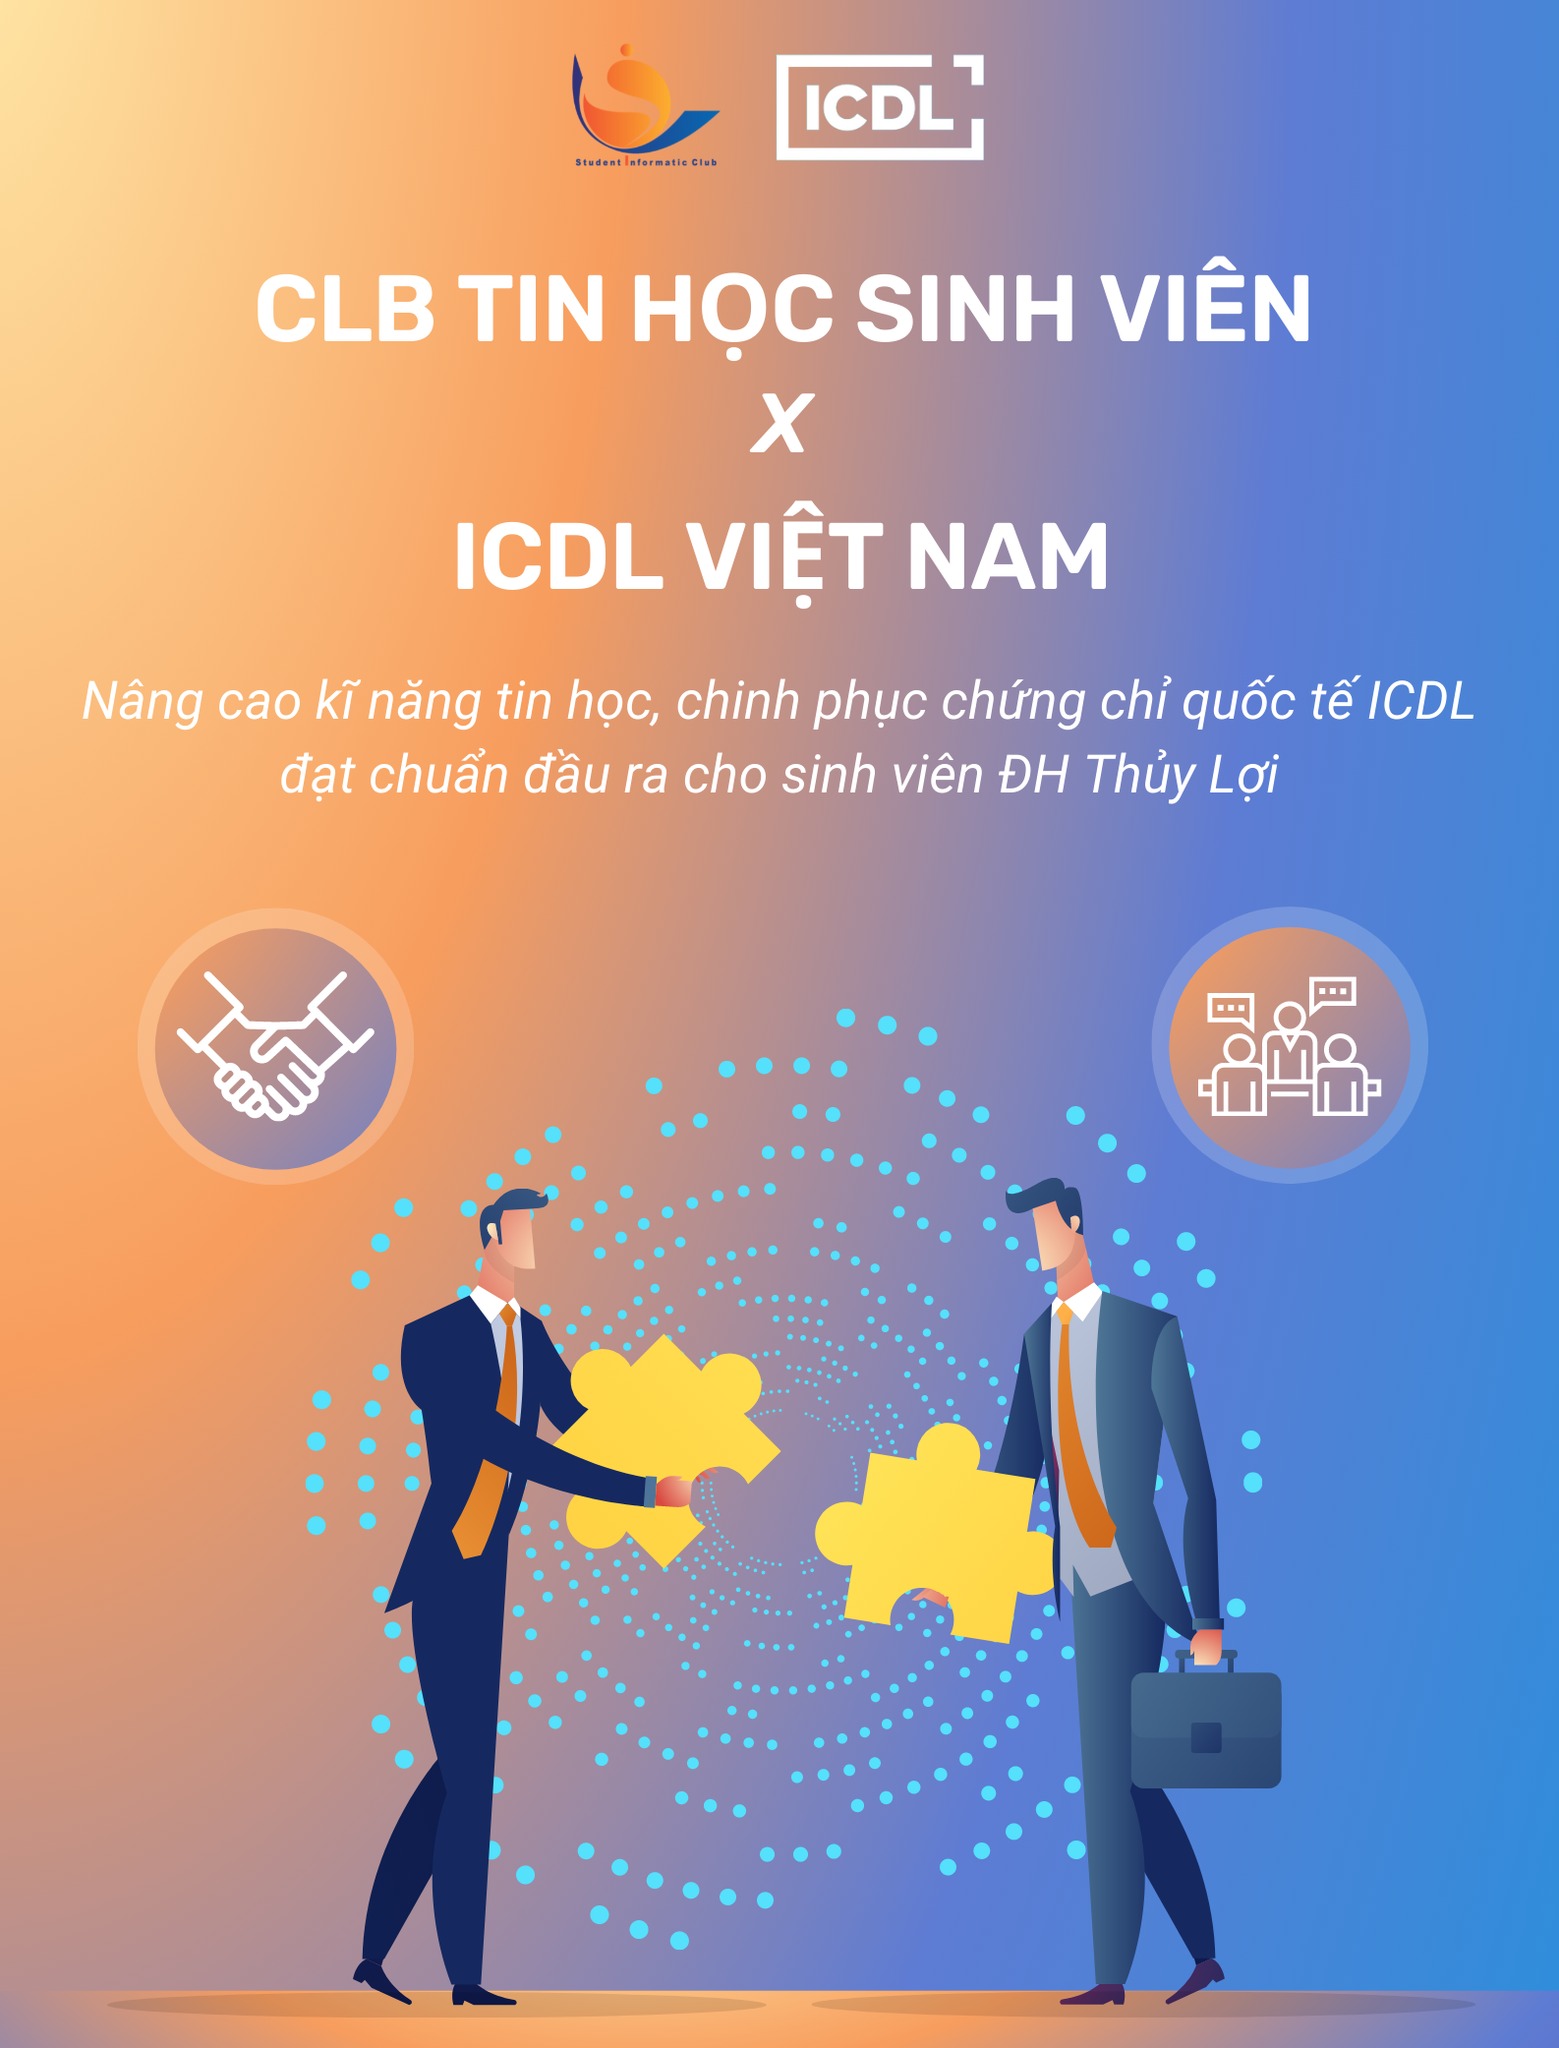 Student Informatic Club
ICDL
CLB TIN HỌC SINH VIÊN
X
ICDL VIỆT NAM
Nâng cao kĩ năng tin học, chinh phục chứng chỉ quốc tế ICDL
đạt chuẩn đầu ra cho sinh viên ĐH Thủy Lợi